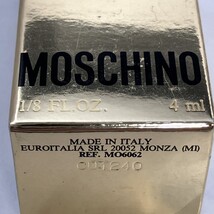 MOSCHINO
1/8 FL.OZ. 4 ml
MADE IN ITALY
EUROITALIA SRL 20052 MONZA (MI)
REF. MO6062